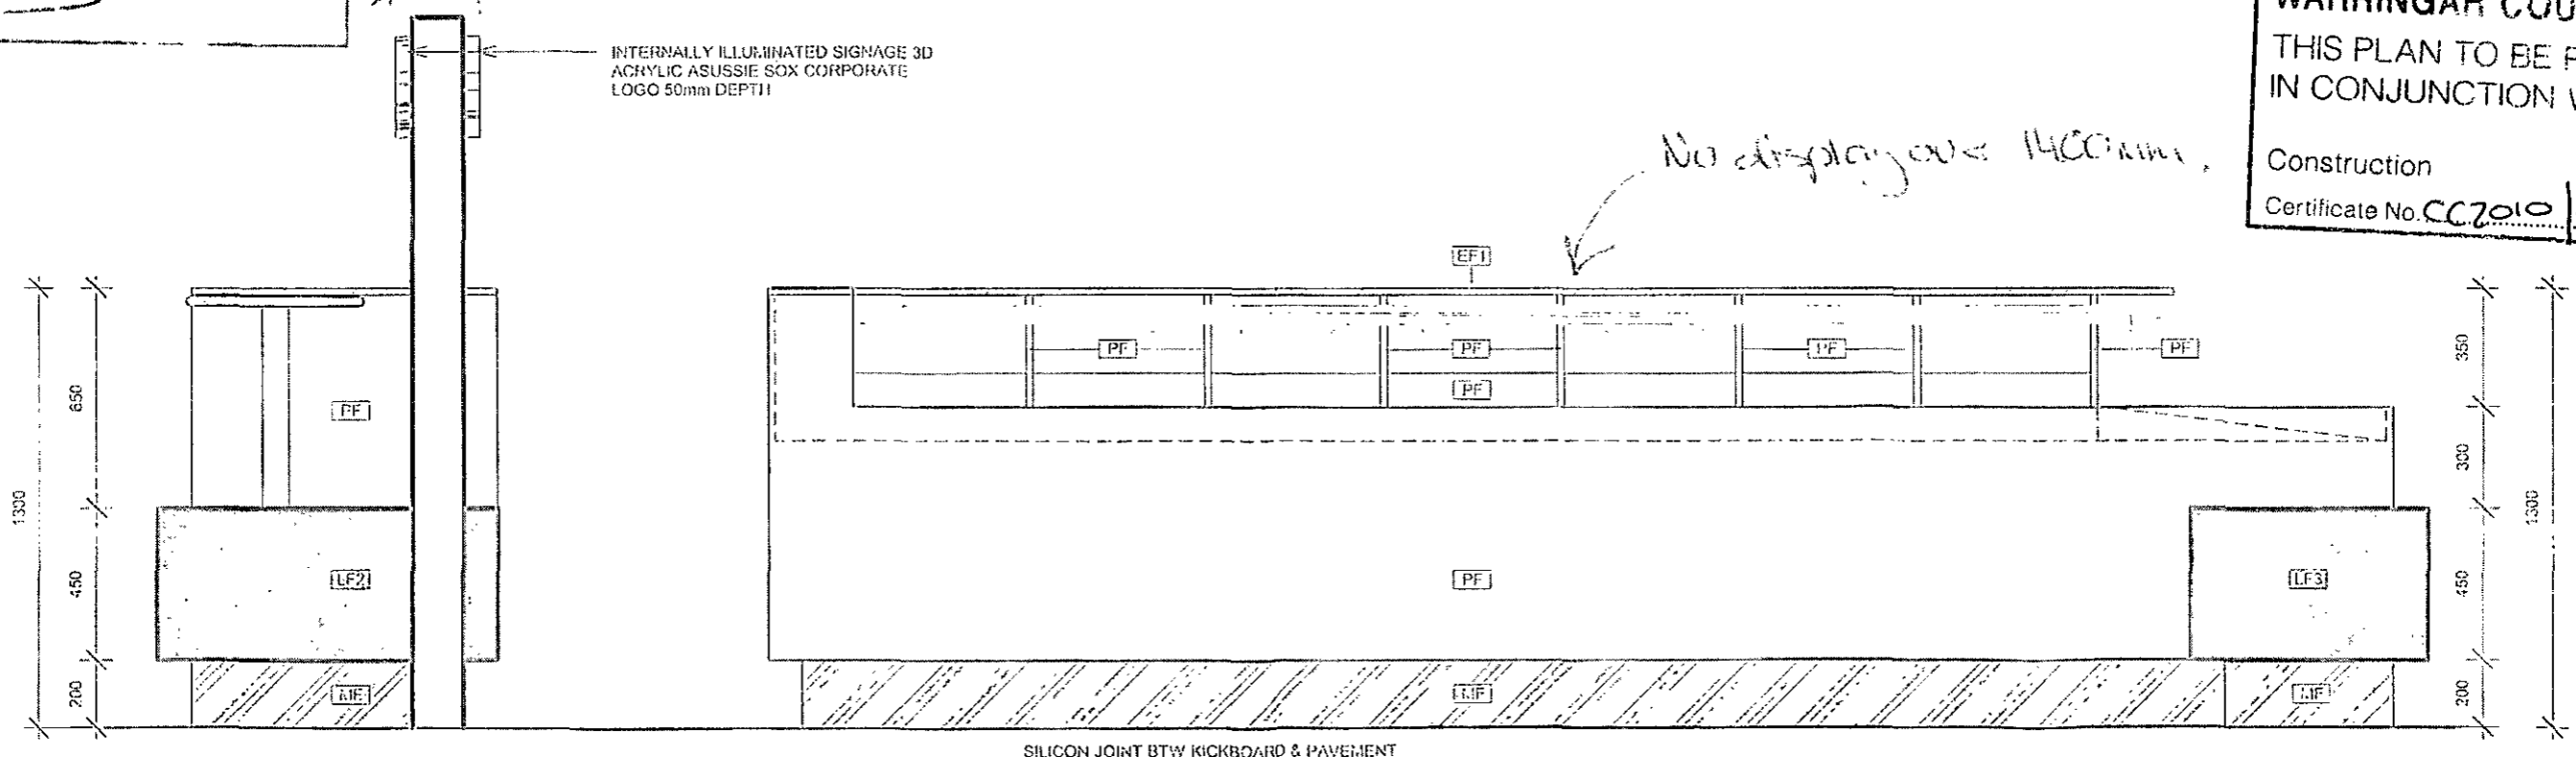 INTERNALLY ILLUMINATED SIGNAGE 3D
ACRYLIC ASUSSIE SOX CORPORATE
LOGO 50mm DEPTH
WARRINGAH COU
THIS PLAN TO BE
IN CONJUNCTION
Construction
Certificate No. CC2010
No display 1400mm.
EF1
PF
PF
PF
PF
PF
PF
PF
LF2
LF3
MF
MF
MF
1300
650
450
200
350
300
450
200
1300
SILICON JOINT BTW KICKBOARD & PAVEMENT